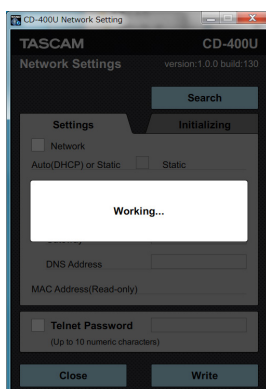 CD-400U Network Setting
TASCAM CD-400U
Network Settings version:1.0.0 build:130
Search
Settings Initializing
Network
Auto(DHCP) or Static Static
Working...
DNS Address
MAC Address(Read-only)
Telnet Password
(Up to 10 numeric characters)
Close Write